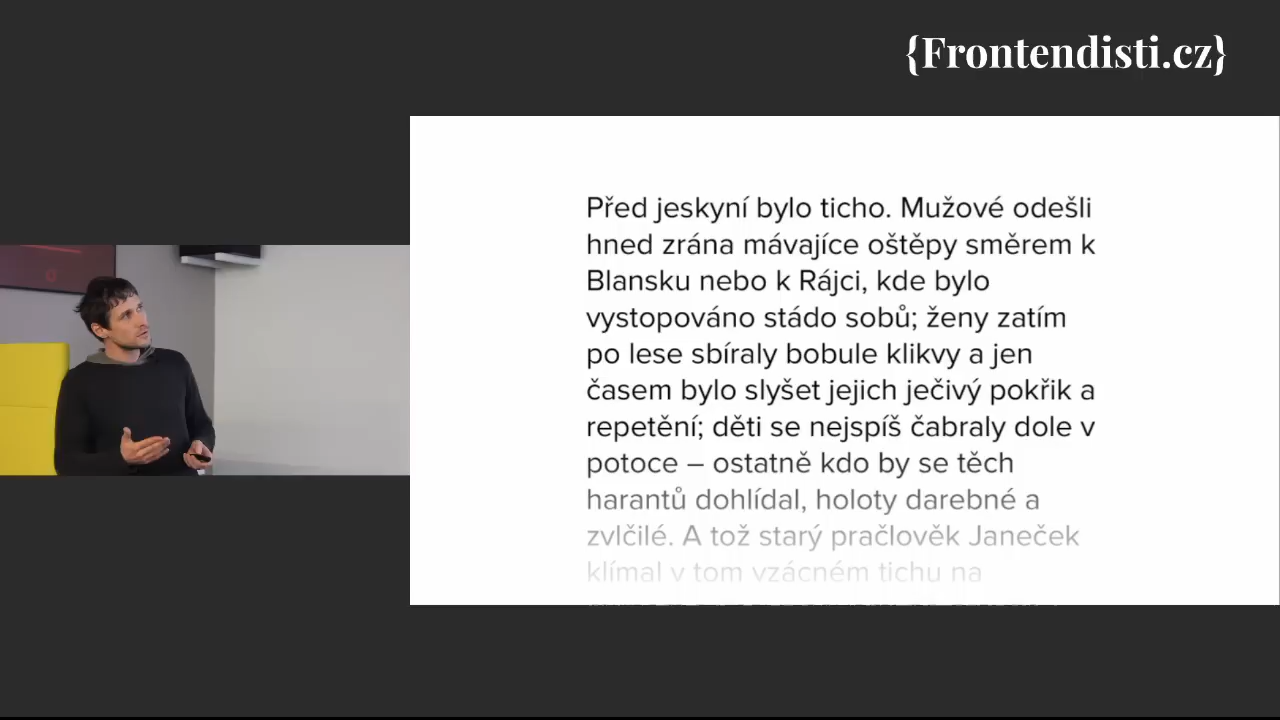 {Frontendisti.cz}
Před jeskyní bylo ticho. Mužové odešli
hned zrána mávajíce oštěpy směrem k
Blansku nebo k Rájci, kde bylo
vystopováno stádo sobů; ženy zatím
po lese sbíraly bobule klikvy a jen
časem bylo slyšet jejich ječivý pokřik a
repetění; děti se nejspíš čabraly dole v
potoce – ostatně kdo by se těch
harantů dohlídal, holoty darebné a
zvlčilé. A tož starý pračlověk Janeček
klímal v tom vzácném tichu na